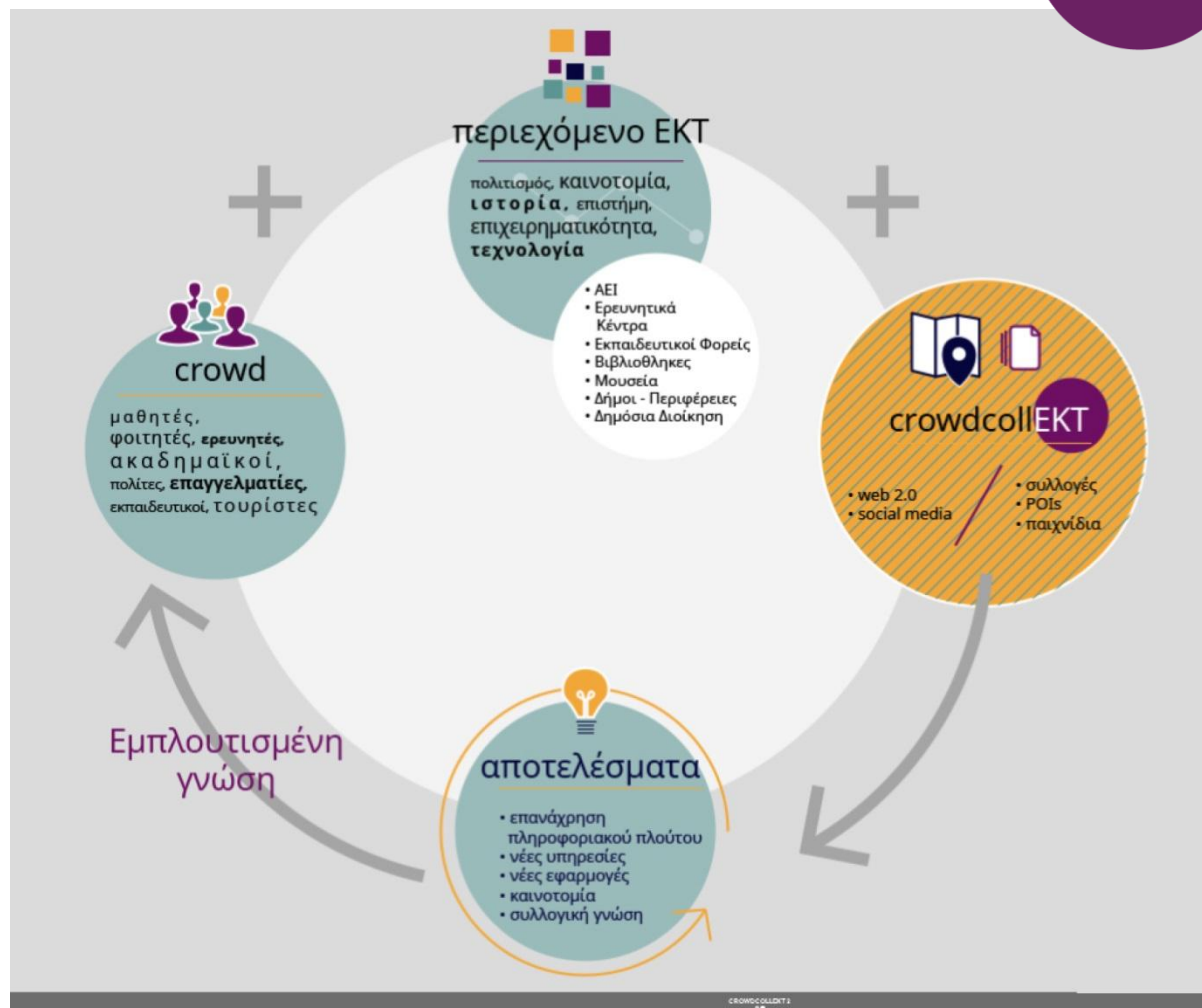 περιεχόμενο ΕΚΤ
πολιτισμός, καινοτομία,
ιστορία, επιστήμη,
επιχειρηματικότητα,
τεχνολογία
• ΑΕΙ
• Ερευνητικά
Κέντρα
• Εκπαιδευτικοί Φορείς
• Βιβλιοθηκες
• Μουσεία
• Δήμοι - Περιφέρειες
• Δημόσια Διοίκηση
crowd
μαθητές,
φοιτητές, ερευνητές,
ακαδημαϊκοί,
πολίτες, επαγγελματίες,
εκπαιδευτικοί, τουρίστες
crowdcollEKT
• web 2.0
• social media
• συλλογές
• POIs
• παιχνίδια
Εμπλουτισμένη
γνώση
αποτελέσματα
• επανάχρηση
πληροφοριακού πλούτου
• νέες υπηρεσίες
• νέες εφαρμογές
• καινοτομία
• συλλογική γνώση